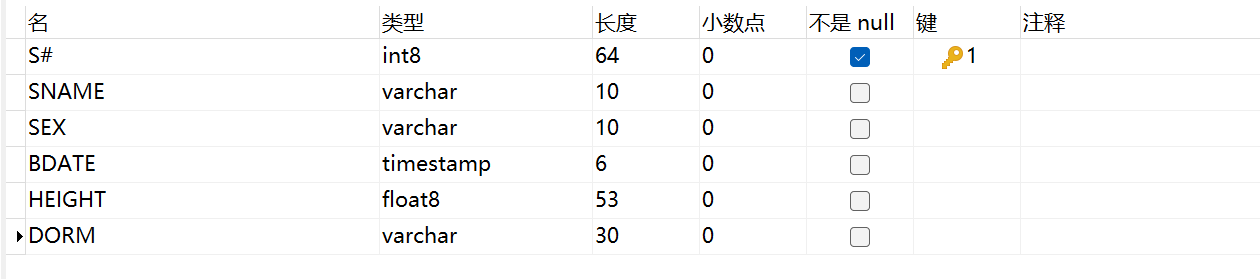 名 类型 长度 小数点 不是 null 键 注释
S# int8 64 0 1
SNAME varchar 10 0
SEX varchar 10 0
BDATE timestamp 6 0
HEIGHT float8 53 0
DORM varchar 30 0